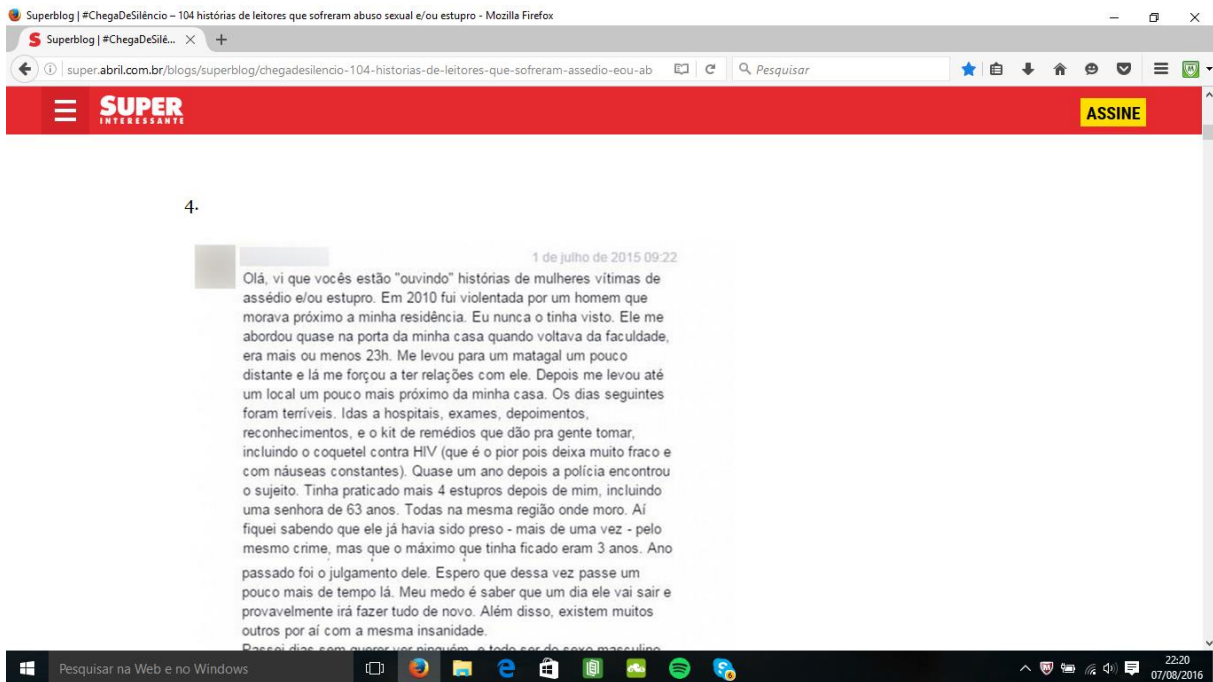 Superblog | #ChegaDeSilêncio – 104 histórias de leitores que sofreram abuso sexual e/ou estupro - Mozilla Firefox
Superblog | #ChegaDeSilê...
super.abril.com.br/blogs/superblog/chegadesilencio-104-historias-de-leitores-que-sofreram-assedio-eou-ab
Pesquisar
SUPER
INTERESSANTE
ASSINE
4.
1 de julho de 2015 09:22
Olá, vi que vocês estão "ouvindo" histórias de mulheres vítimas de
assédio e/ou estupro. Em 2010 fui violentada por um homem que
morava próximo a minha residência. Eu nunca o tinha visto. Ele me
abordou quase na porta da minha casa quando voltava da faculdade,
era mais ou menos 23h. Me levou para um matagal um pouco
distante e lá me forçou a ter relações com ele. Depois me levou até
um local um pouco mais próximo da minha casa. Os dias seguintes
foram terríveis. Idas a hospitais, exames, depoimentos,
reconhecimentos, e o kit de remédios que dão pra gente tomar,
incluindo o coquetel contra HIV (que é o pior pois deixa muito fraco e
com náuseas constantes). Quase um ano depois a polícia encontrou
o sujeito. Tinha praticado mais 4 estupros depois de mim, incluindo
uma senhora de 63 anos. Todas na mesma região onde moro. Aí
fiquei sabendo que ele já havia sido preso - mais de uma vez - pelo
mesmo crime, mas que o máximo que tinha ficado eram 3 anos. Ano
passado foi o julgamento dele. Espero que dessa vez passe um
pouco mais de tempo lá. Meu medo é saber que um dia ele vai sair e
provavelmente irá fazer tudo de novo. Além disso, existem muitos
outros por aí com a mesma insanidade.
Passei dias sem querer ver ninguém, e todo ser do sexo masculino
Pesquisar na Web e no Windows
22:20
07/08/2016